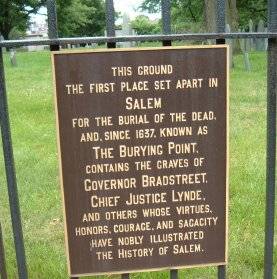 THIS GROUND
THE FIRST PLACE SET APART IN
SALEM
FOR THE BURIAL OF THE DEAD,
AND, SINCE 1637, KNOWN AS
THE BURYING POINT,
CONTAINS THE GRAVES OF
GOVERNOR BRADSTREET,
CHIEF JUSTICE LYNDE,
AND OTHERS WHOSE VIRTUES,
HONORS, COURAGE, AND SAGACITY
HAVE NOBLY ILLUSTRATED
THE HISTORY OF SALEM.